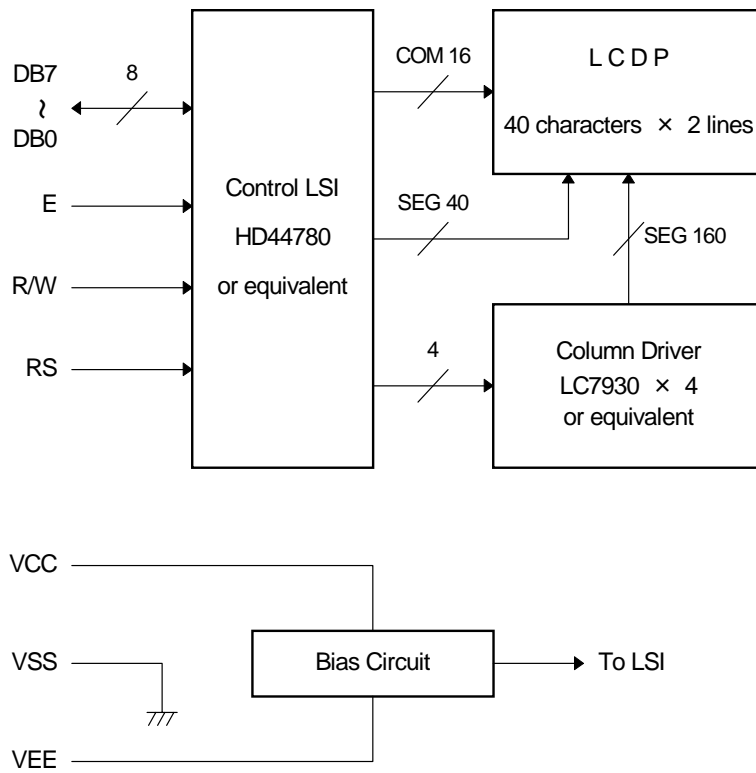 DB7
~
DB0
8
E
R/W
RS
Control LSI
HD44780
or equivalent
COM 16
SEG 40
4
L C D P
40 characters × 2 lines
SEG 160
Column Driver
LC7930 × 4
or equivalent
VCC
VSS
VEE
Bias Circuit
To LSI